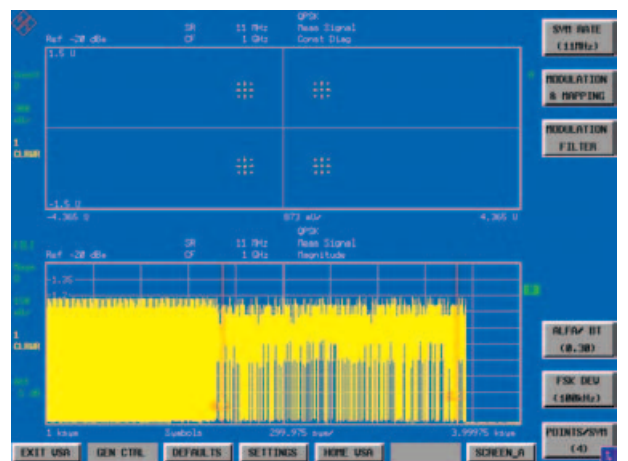 QPSK
SR 11 MHz Meas Signal
Ref -20 dBm CF 1 GHz Const Diag
1.5 U
1
CLRWR
-1.5 U
-4.365 U 873 mU/ 4.365 U
QPSK
SR 11 MHz Meas Signal
Ref -20 dBm CF 1 GHz Magnitude
1
CLRWR
1 ksym Symbols 299.975 sym/ 3.99975 ksym
SYM RATE
(11MHz)
MODULATION
& MAPPING
MODULATION
FILTER
ALFA/ BT
(0.30)
FSK DEV
(100kHz)
POINTS/SYM
(4)
EXIT VSA GEN CTRL DEFAULTS SETTINGS HOME VSA SCREEN_A